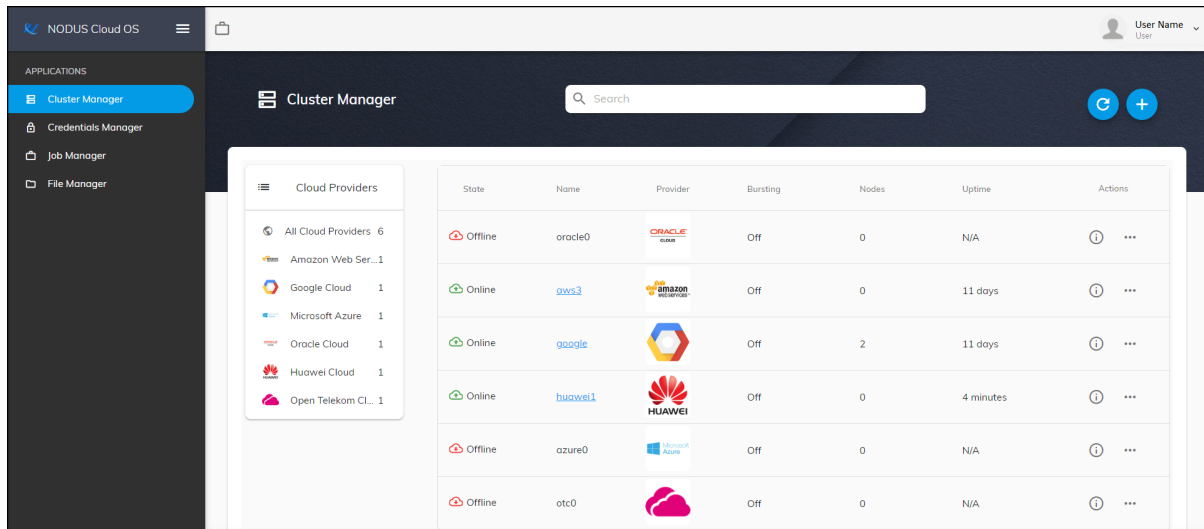 NODUS Cloud OS
User Name
User
APPLICATIONS
Cluster Manager
Credentials Manager
Job Manager
File Manager
Cluster Manager
Search
Cloud Providers
All Cloud Providers 6
Amazon Web Ser...1
Google Cloud 1
Microsoft Azure 1
Oracle Cloud 1
Huawei Cloud 1
Open Telekom Cl... 1
State Name Provider Bursting Nodes Uptime Actions
Offline oracle0 ORACLE CLOUD Off 0 N/A
Online aws3 amazon webservices Off 0 11 days
Online google Off 2 11 days
Online huawei1 HUAWEI Off 0 4 minutes
Offline azure0 Microsoft Azure Off 0 N/A
Offline otc0 Off 0 N/A